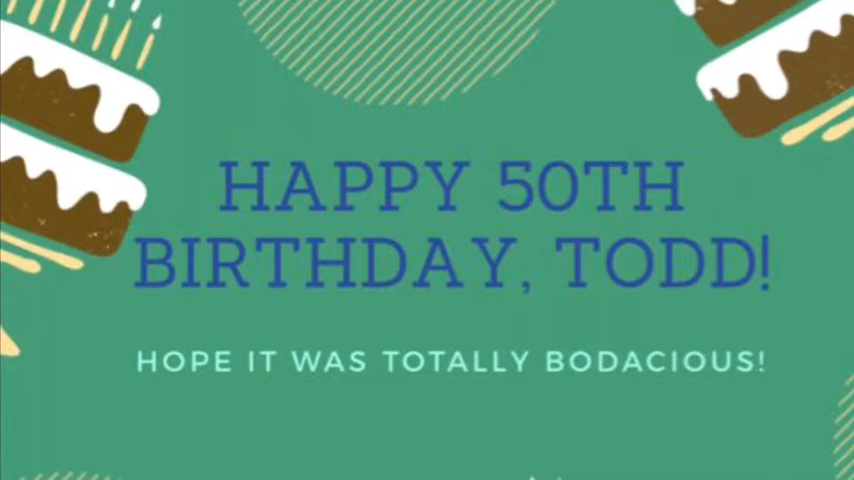 HAPPY 50TH
BIRTHDAY, TODD!
HOPE IT WAS TOTALLY BODACIOUS!